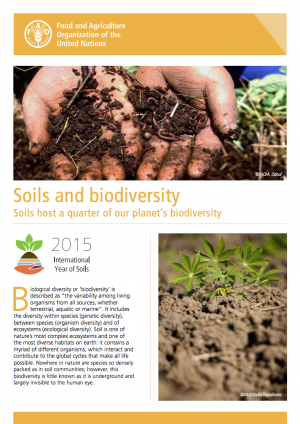 Food and Agriculture
Organization of the
United Nations
Soils and biodiversity
Soils host a quarter of our planet's biodiversity
2015
International
Year of Soils
Biological diversity or 'biodiversity' is
described as "the variability among living
organisms from all sources, whether
terrestrial, aquatic or marine". It includes
the diversity within species (genetic diversity),
between species (organism diversity) and of
ecosystems (ecological diversity). Soil is one of
nature's most complex ecosystems and one of
the most diverse habitats on earth: it contains a
myriad of different organisms, which interact and
contribute to the global cycles that make all life
possible. Nowhere in nature are species so densely
packed as in soil communities; however, this
biodiversity is little known as it is underground and
largely invisible to the human eye.